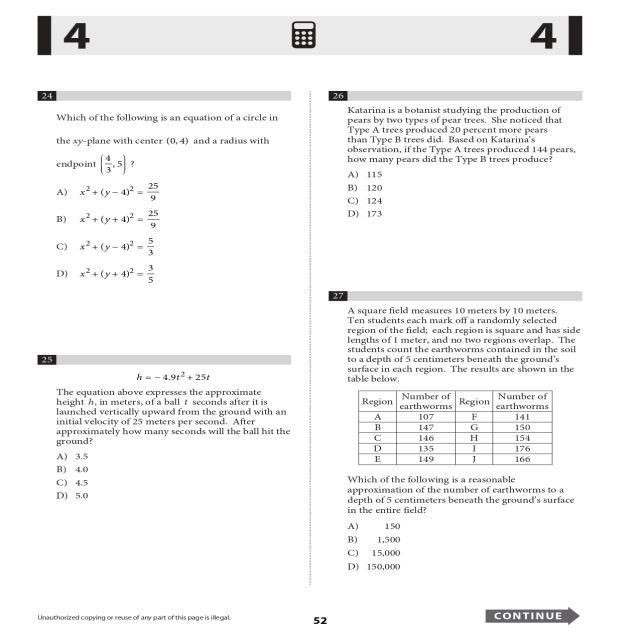 4
4
24
Which of the following is an equation of a circle in
the xy-plane with center (0, 4) and a radius with
endpoint (4/3, 5) ?
A) x² + (y – 4)² = 25/9
B) x² + (y + 4)² = 25/9
C) x² + (y – 4)² = 5/3
D) x² + (y + 4)² = 3/5
25
h = – 4.9t² + 25t
The equation above expresses the approximate
height h, in meters, of a ball t seconds after it is
launched vertically upward from the ground with an
initial velocity of 25 meters per second. After
approximately how many seconds will the ball hit the
ground?
A) 3.5
B) 4.0
C) 4.5
D) 5.0
26
Katarina is a botanist studying the production of
pears by two types of pear trees. She noticed that
Type A trees produced 20 percent more pears
than Type B trees did. Based on Katarina's
observation, if the Type A trees produced 144 pears,
how many pears did the Type B trees produce?
A) 115
B) 120
C) 124
D) 173
27
A square field measures 10 meters by 10 meters.
Ten students each mark off a randomly selected
region of the field; each region is square and has side
lengths of 1 meter, and no two regions overlap. The
students count the earthworms contained in the soil
to a depth of 5 centimeters beneath the ground's
surface in each region. The results are shown in the
table below.
Region Number of earthworms Region Number of earthworms
A 107 F 141
B 147 G 150
C 146 H 154
D 135 I 176
E 149 J 166
Which of the following is a reasonable
approximation of the number of earthworms to a
depth of 5 centimeters beneath the ground's surface
in the entire field?
A) 150
B) 1,500
C) 15,000
D) 150,000
Unauthorized copying or reuse of any part of this page is illegal.
52
CONTINUE